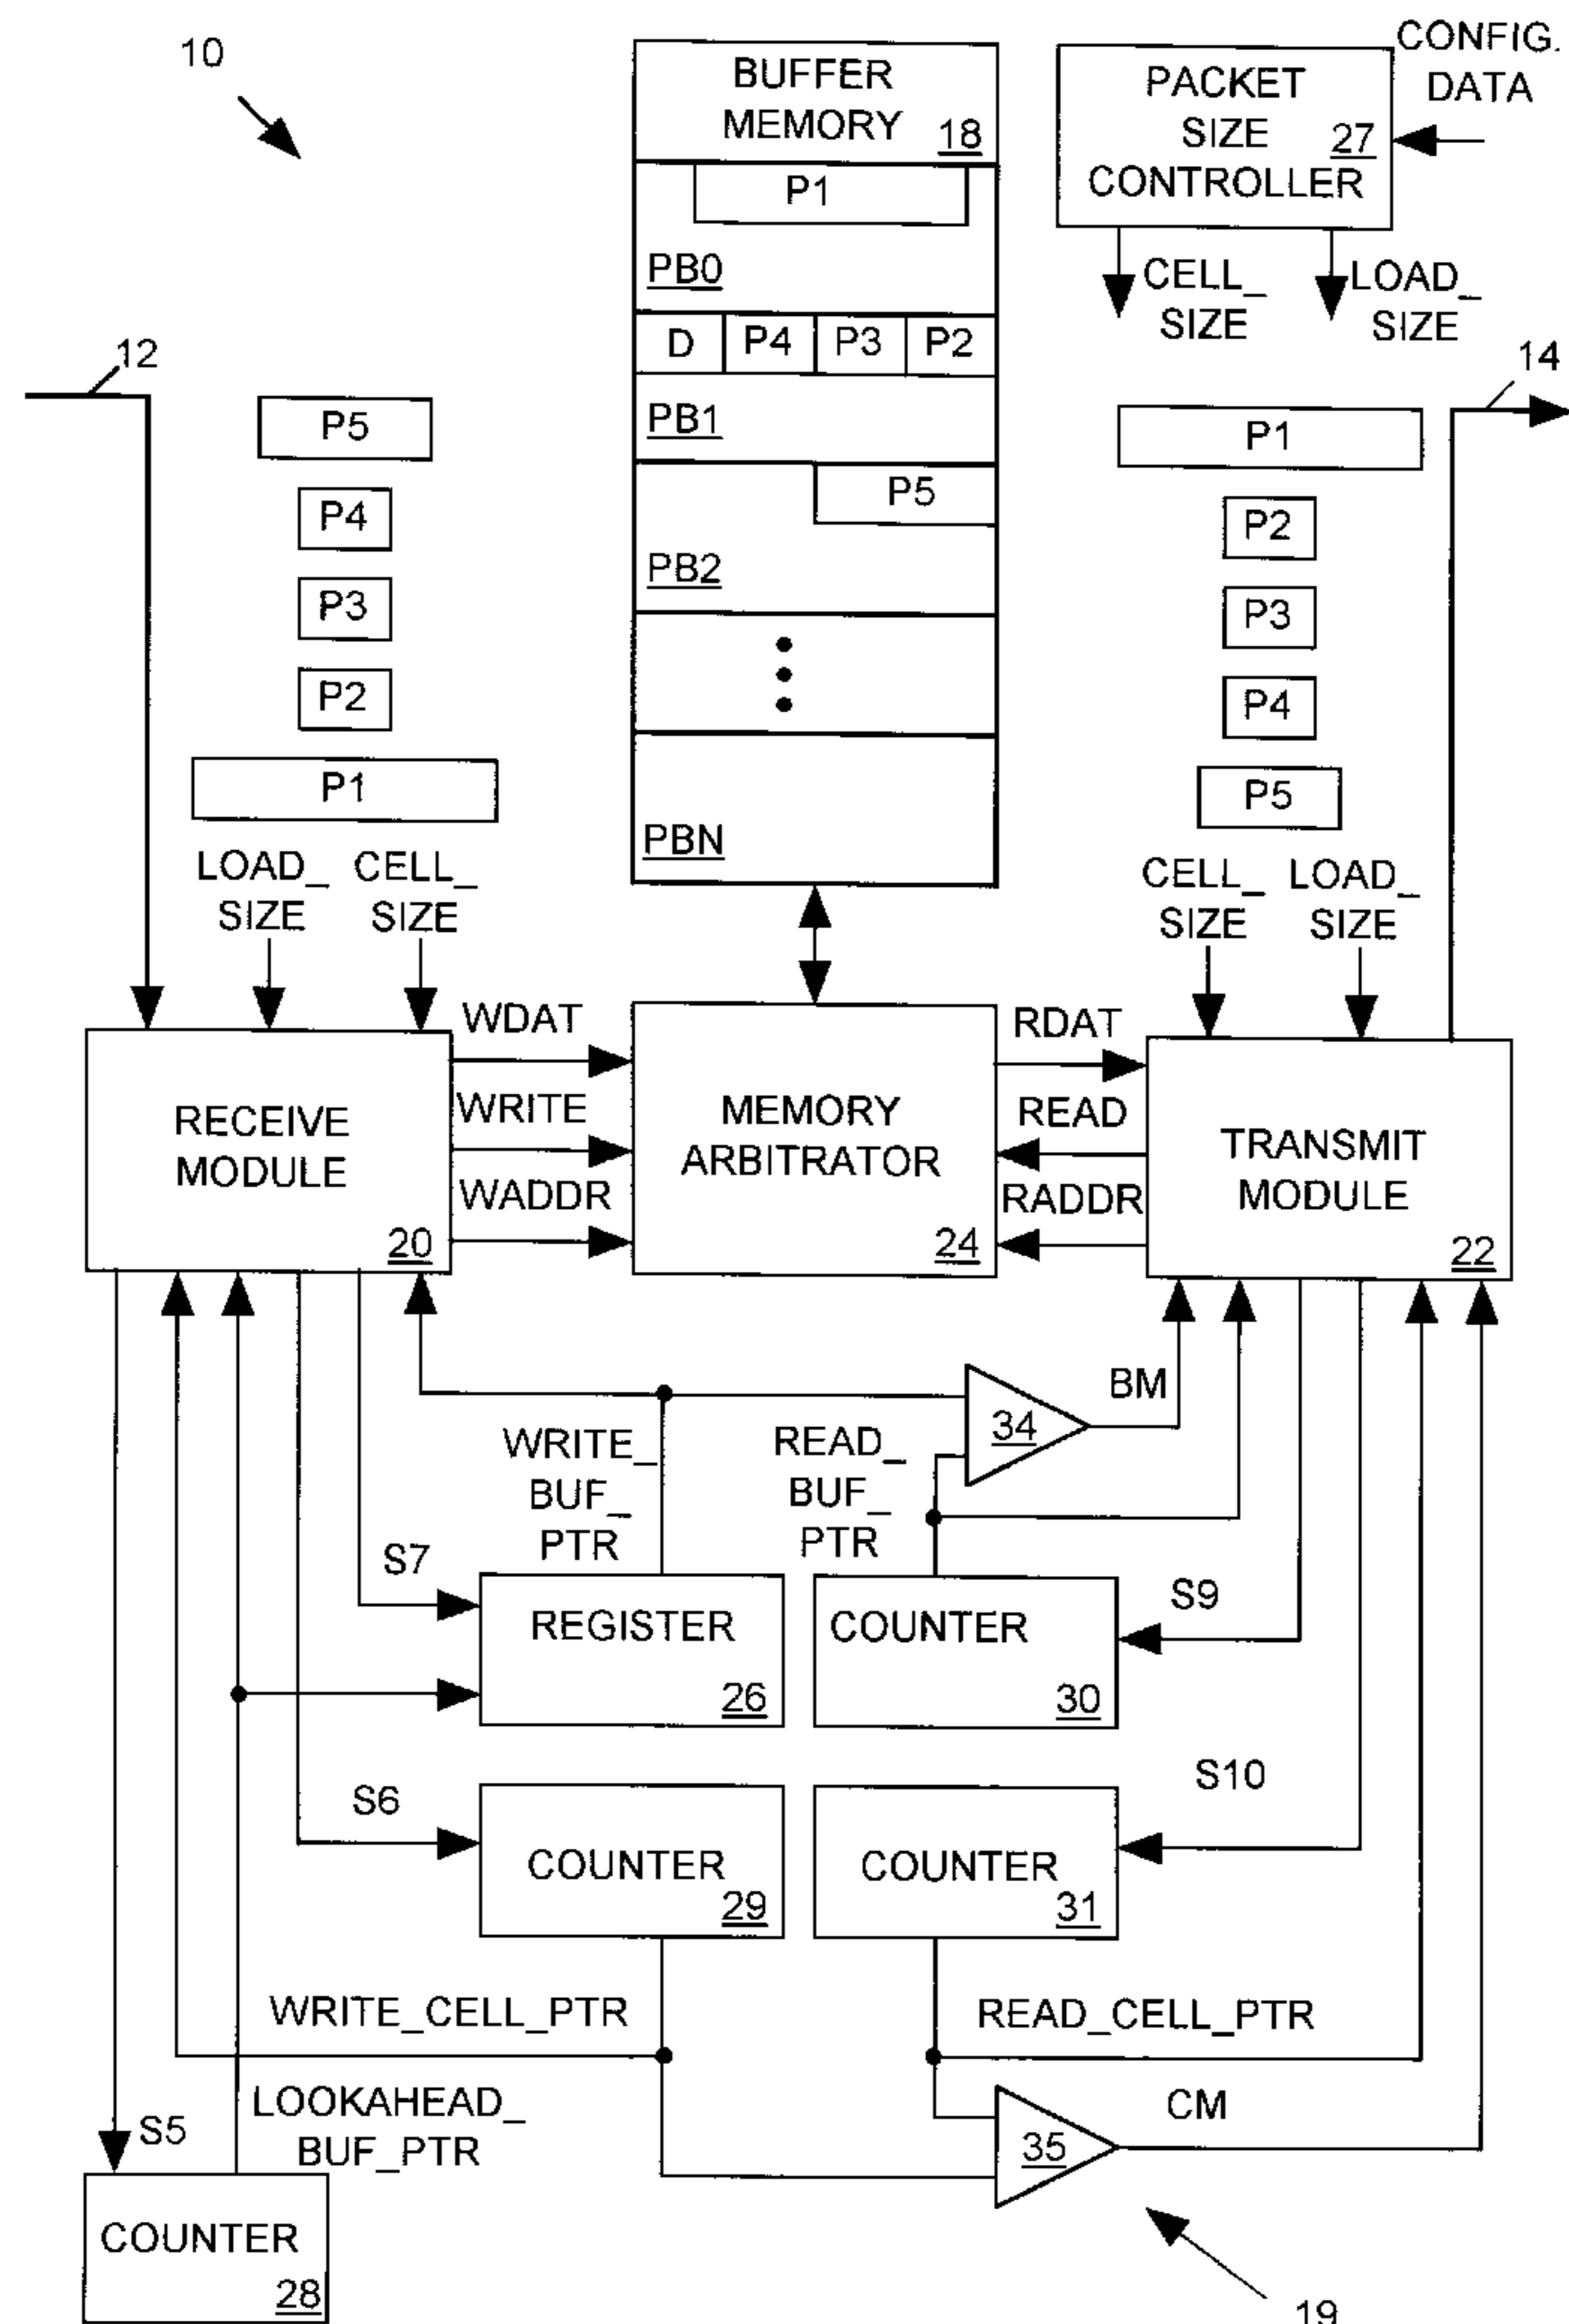 10
BUFFER
MEMORY 18
PACKET
SIZE
CONTROLLER 27
CONFIG.
DATA
P1
PB0
CELL_
SIZE
LOAD_
SIZE
D P4 P3 P2
PB1
P5
PB2
PBN
12
P5
P4
P3
P2
P1
14
P1
P2
P3
P4
P5
LOAD_
SIZE
CELL_
SIZE
CELL_
SIZE
LOAD_
SIZE
RECEIVE
MODULE
20
WDAT
WRITE
WADDR
MEMORY
ARBITRATOR
24
RDAT
READ
RADDR
TRANSMIT
MODULE
22
34
BM
WRITE_
BUF_
PTR
READ_
BUF_
PTR
S7
REGISTER
26
COUNTER
30
S9
S6
COUNTER
29
COUNTER
31
S10
WRITE_CELL_PTR
READ_CELL_PTR
LOOKAHEAD_
BUF_PTR
S5
35
CM
COUNTER
28
19